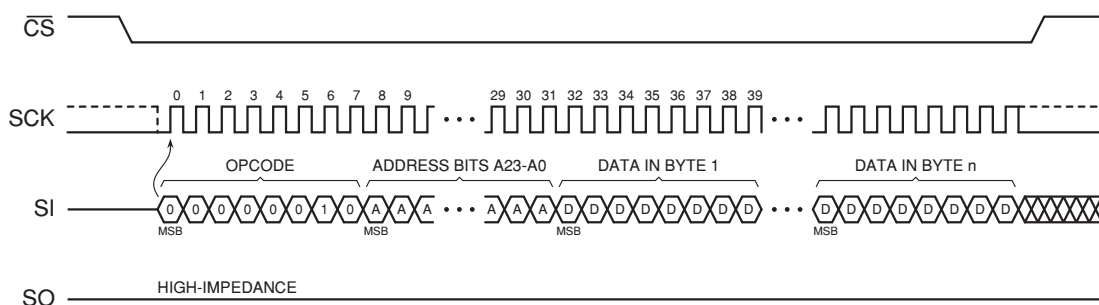 CS
0 1 2 3 4 5 6 7 8 9 29 30 31 32 33 34 35 36 37 38 39
SCK
OPCODE ADDRESS BITS A23-A0 DATA IN BYTE 1 DATA IN BYTE n
SI 0 0 0 0 0 0 1 0 A A A A A A D D D D D D D D D D D D D D D D
MSB MSB MSB MSB
HIGH-IMPEDANCE
SO